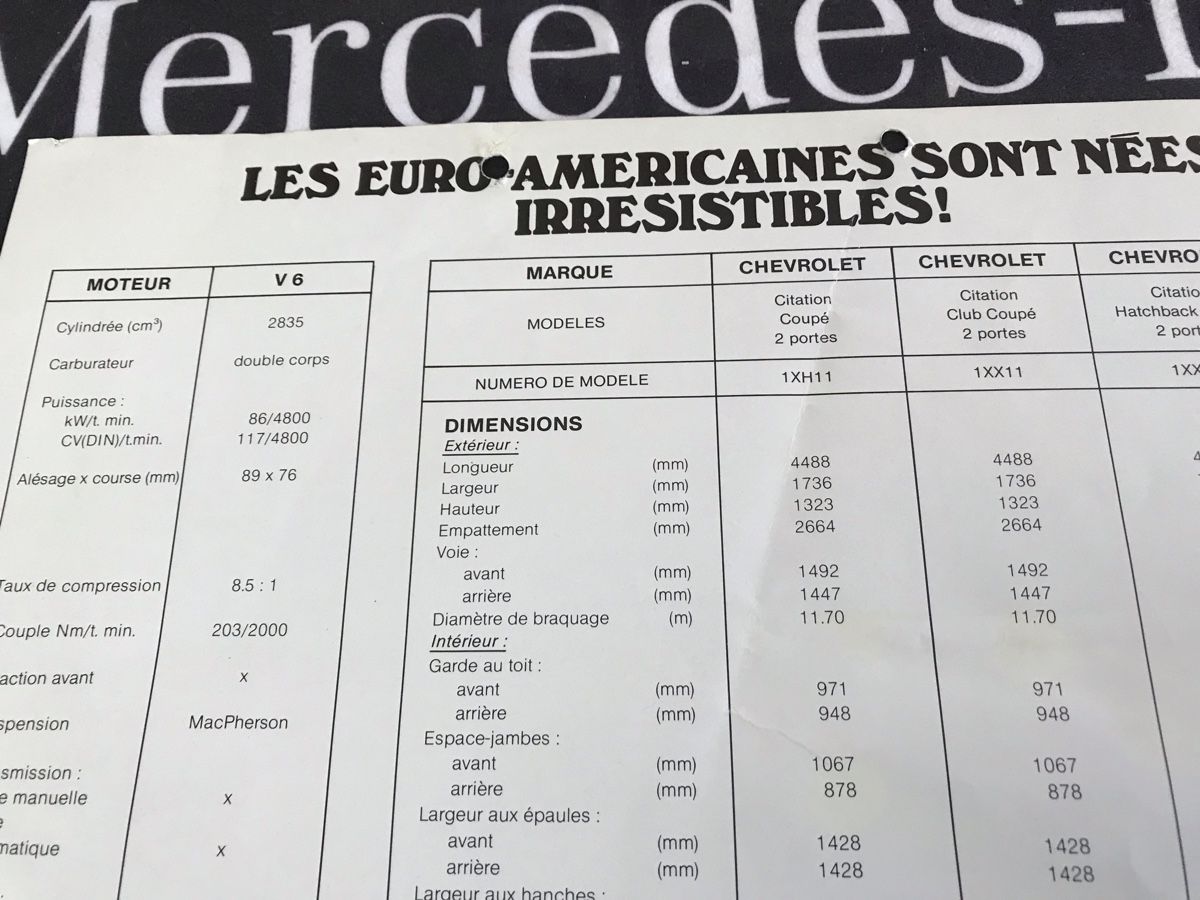 Mercedes-
LES EURO-AMERICAINES SONT NÉES
IRRESISTIBLES!
MOTEUR V 6
Cylindrée (cm³) 2835
Carburateur double corps
Puissance :
kW/t. min. 86/4800
CV(DIN)/t.min. 117/4800
Alésage x course (mm) 89 x 76
Taux de compression 8.5 : 1
Couple Nm/t. min. 203/2000
action avant x
spension MacPherson
smission :
e manuelle x
e
matique x
MARQUE CHEVROLET CHEVROLET CHEVRO
MODELES
Citation Citation Citatio
Coupé Club Coupé Hatchback
2 portes 2 portes 2 port
NUMERO DE MODELE 1XH11 1XX11 1XX
DIMENSIONS
Extérieur :
Longueur (mm) 4488 4488 4
Largeur (mm) 1736 1736
Hauteur (mm) 1323 1323
Empattement (mm) 2664 2664
Voie :
avant (mm) 1492 1492
arrière (mm) 1447 1447
Diamètre de braquage (m) 11.70 11.70
Intérieur :
Garde au toit :
avant (mm) 971 971
arrière (mm) 948 948
Espace-jambes :
avant (mm) 1067 1067
arrière (mm) 878 878
Largeur aux épaules :
avant (mm) 1428 1428
arrière (mm) 1428 1428
Largeur aux hanches :